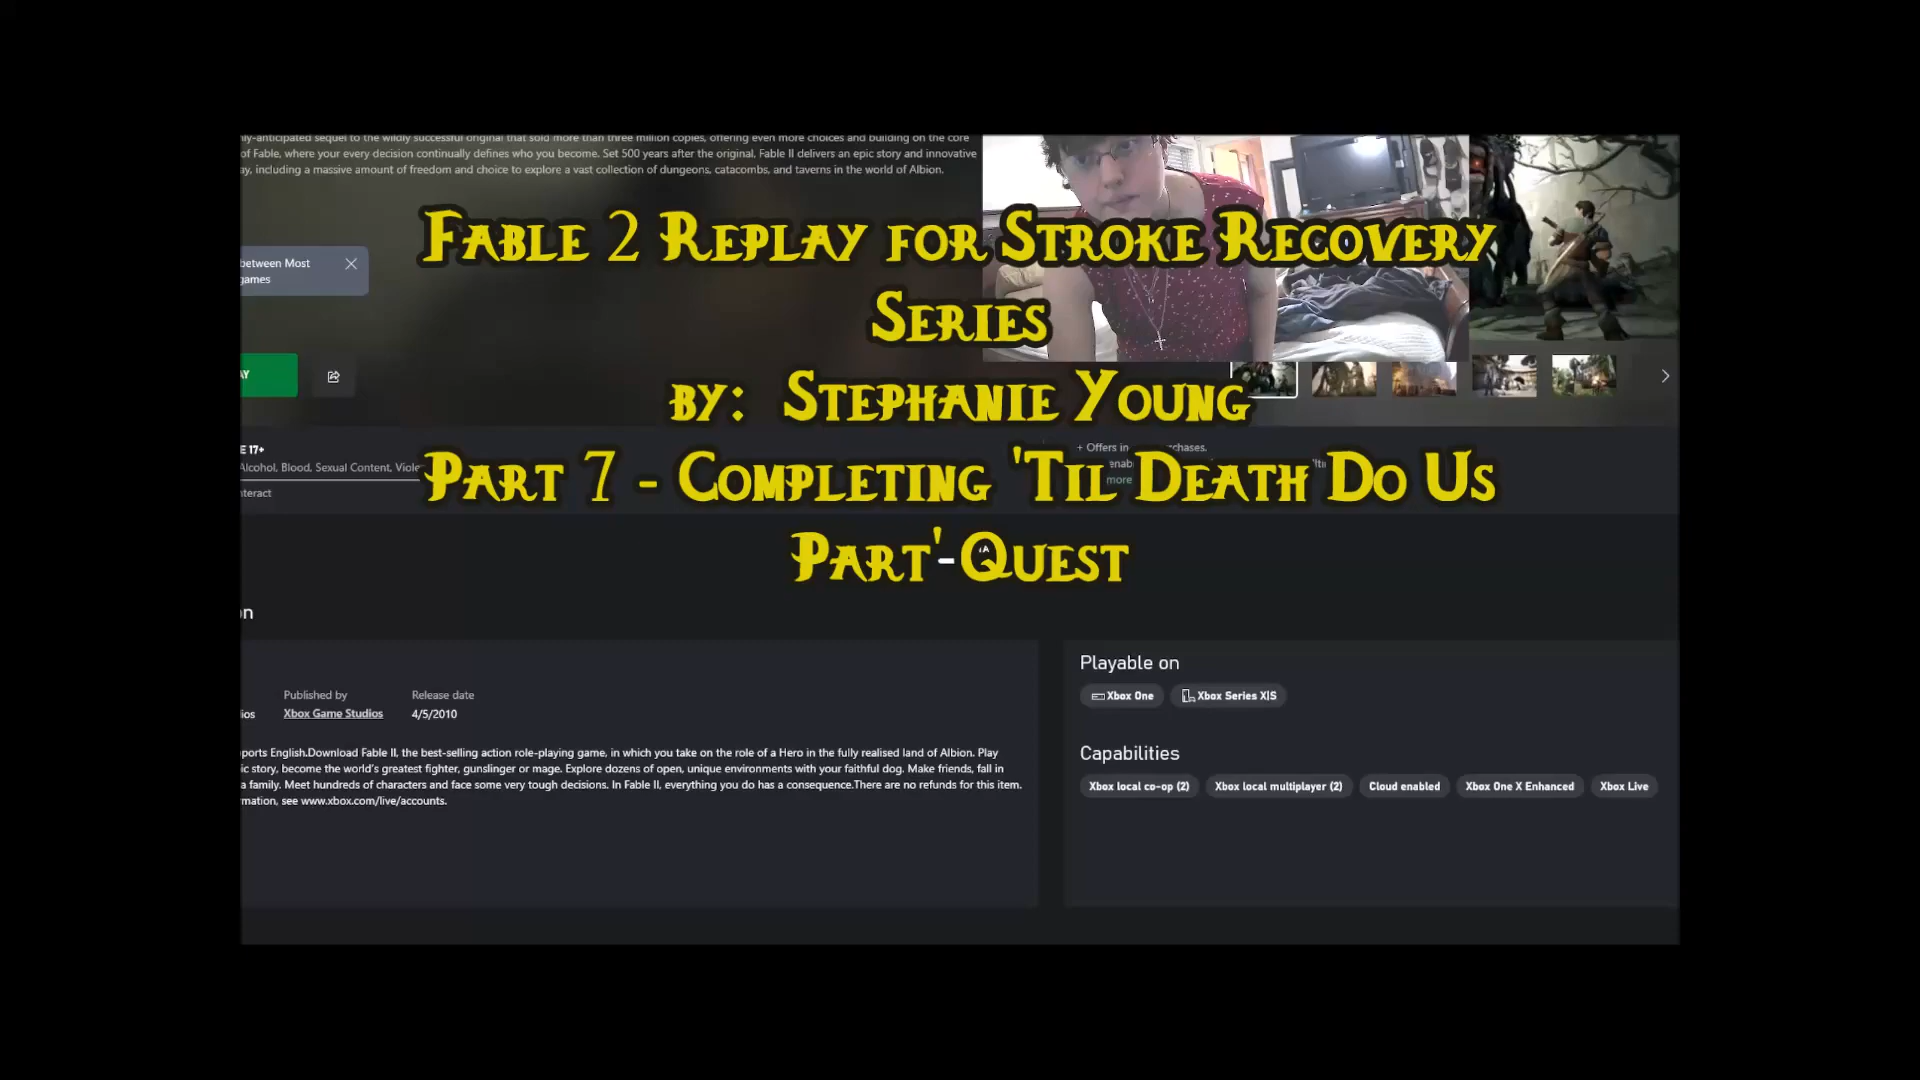 ily-anticipated sequel to the wildly successful original that sold more than three million copies, offering even more choices and building on the core
of Fable, where your every decision continually defines who you become. Set 500 years after the original, Fable II delivers an epic story and innovative
ay, including a massive amount of freedom and choice to explore a vast collection of dungeons, catacombs, and taverns in the world of Albion.
Fable 2 Replay for Stroke Recovery
Series
by: Stephanie Young
Part 7 - Completing 'Til Death Do Us
Part'-Quest
between Most
games
AY
E 17+
Alcohol, Blood, Sexual Content, Viole
nteract
+ Offers in chases.
enab
more
on
Published by
Release date
ios
Xbox Game Studios
4/5/2010
ports English.Download Fable II, the best-selling action role-playing game, in which you take on the role of a Hero in the fully realised land of Albion. Play
ic story, become the world's greatest fighter, gunslinger or mage. Explore dozens of open, unique environments with your faithful dog. Make friends, fall in
a family. Meet hundreds of characters and face some very tough decisions. In Fable II, everything you do has a consequence.There are no refunds for this item.
mation, see www.xbox.com/live/accounts.
Playable on
Xbox One
Xbox Series X|S
Capabilities
Xbox local co-op (2)
Xbox local multiplayer (2)
Cloud enabled
Xbox One X Enhanced
Xbox Live